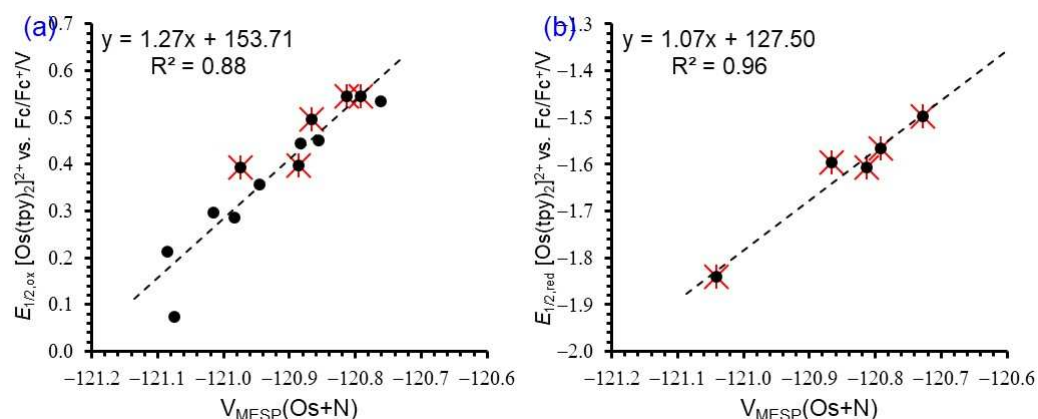 (a)
y = 1.27x + 153.71
R² = 0.88
E1/2,ox [Os(tpy)2]2+ vs. Fc/Fc+/V
0.7
0.6
0.5
0.4
0.3
0.2
0.1
0.0
−121.2 −121.1 −121.0 −120.9 −120.8 −120.7 −120.6
VMESP(Os+N)
(b)
y = 1.07x + 127.50
R² = 0.96
E1/2,red [Os(tpy)2]2+ vs. Fc/Fc+/V
−1.3
−1.4
−1.5
−1.6
−1.7
−1.8
−1.9
−2.0
−121.2 −121.1 −121.0 −120.9 −120.8 −120.7 −120.6
VMESP(Os+N)